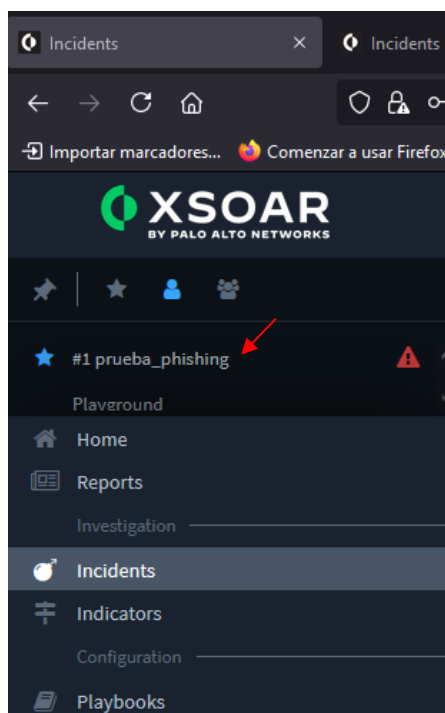 Incidents
Incidents
Importar marcadores... Comenzar a usar Firefox
XSOAR
BY PALO ALTO NETWORKS
#1 prueba_phishing
Playground
Home
Reports
Investigation
Incidents
Indicators
Configuration
Playbooks